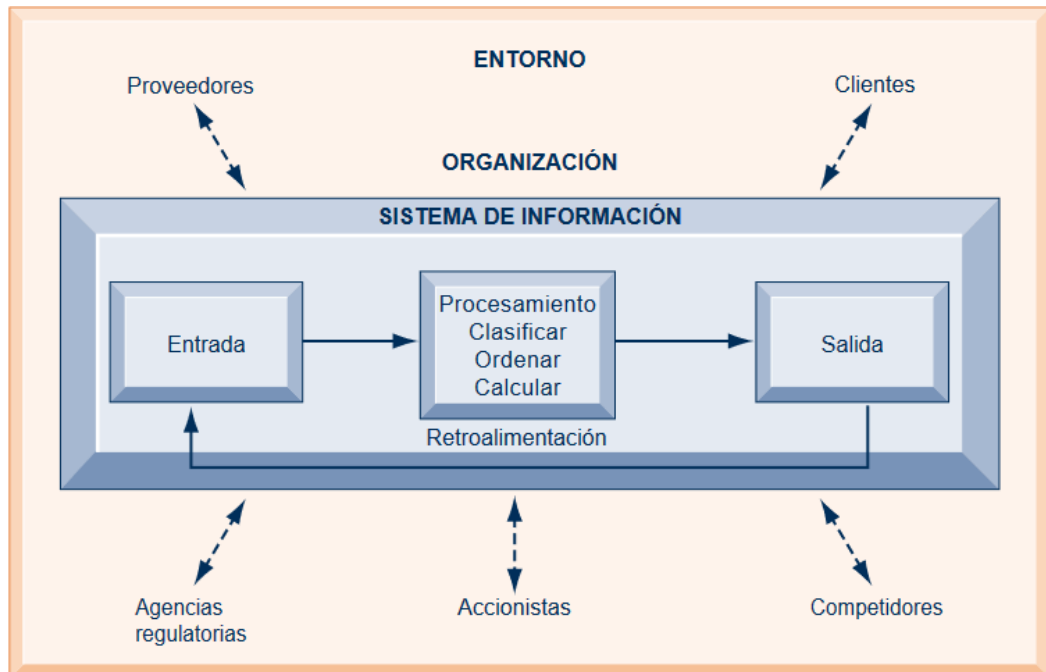 ENTORNO
Proveedores
Clientes
ORGANIZACIÓN
SISTEMA DE INFORMACIÓN
Entrada
Procesamiento
Clasificar
Ordenar
Calcular
Salida
Retroalimentación
Agencias
regulatorias
Accionistas
Competidores